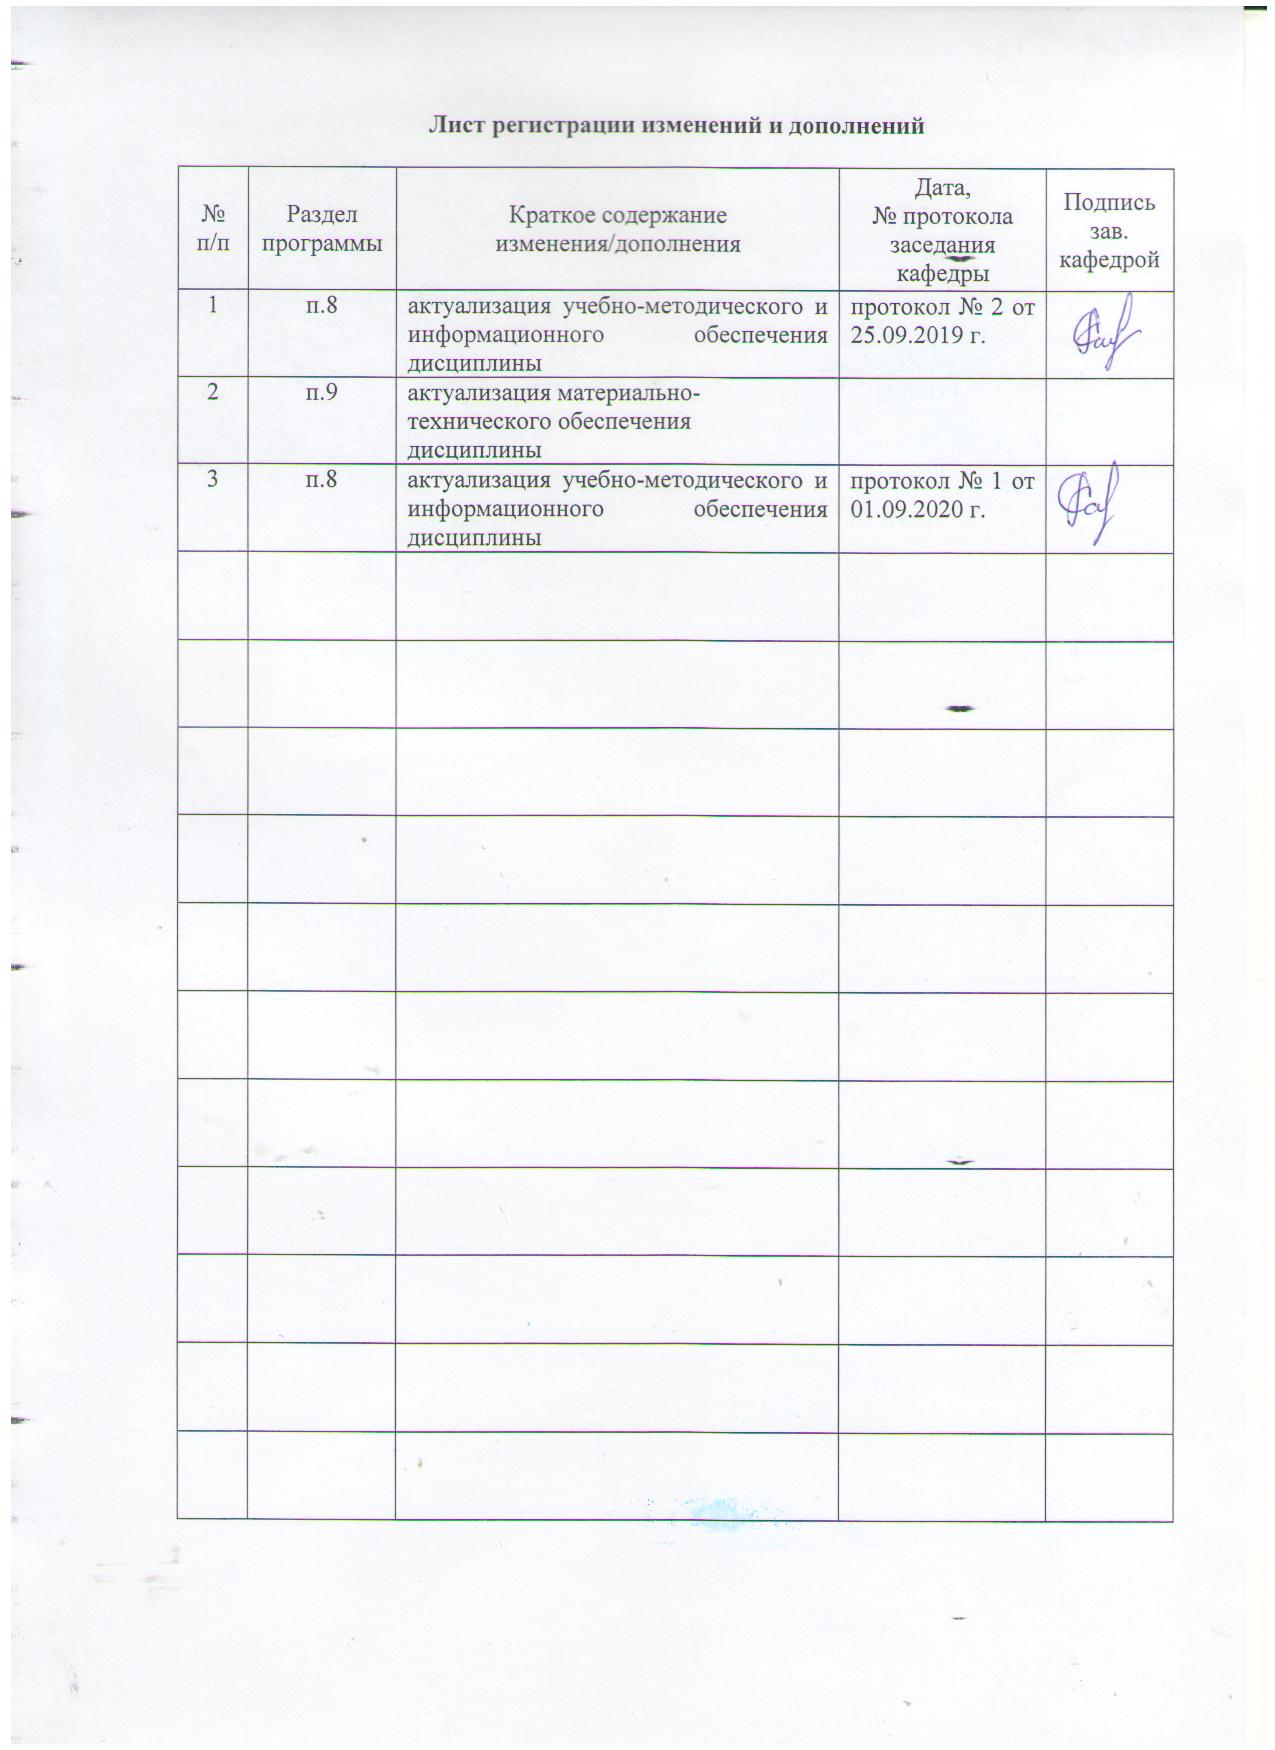 Лист регистрации изменений и дополнений
№
п/п
Раздел
программы
Краткое содержание
изменения/дополнения
Дата,
№ протокола
заседания
кафедры
Подпись
зав.
кафедрой
1
п.8
актуализация учебно-методического и
информационного обеспечения
дисциплины
протокол № 2 от
25.09.2019 г.
2
п.9
актуализация материально-
технического обеспечения
дисциплины
3
п.8
актуализация учебно-методического и
информационного обеспечения
дисциплины
протокол № 1 от
01.09.2020 г.